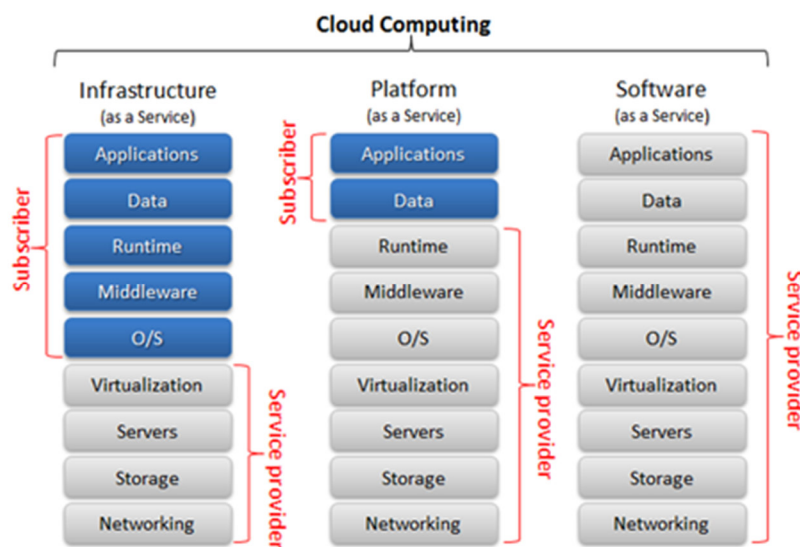 Cloud Computing
Infrastructure
(as a Service)
Applications
Data
Runtime
Middleware
O/S
Virtualization
Servers
Storage
Networking
Subscriber
Service provider
Platform
(as a Service)
Applications
Data
Runtime
Middleware
O/S
Virtualization
Servers
Storage
Networking
Subscriber
Service provider
Software
(as a Service)
Applications
Data
Runtime
Middleware
O/S
Virtualization
Servers
Storage
Networking
Service provider